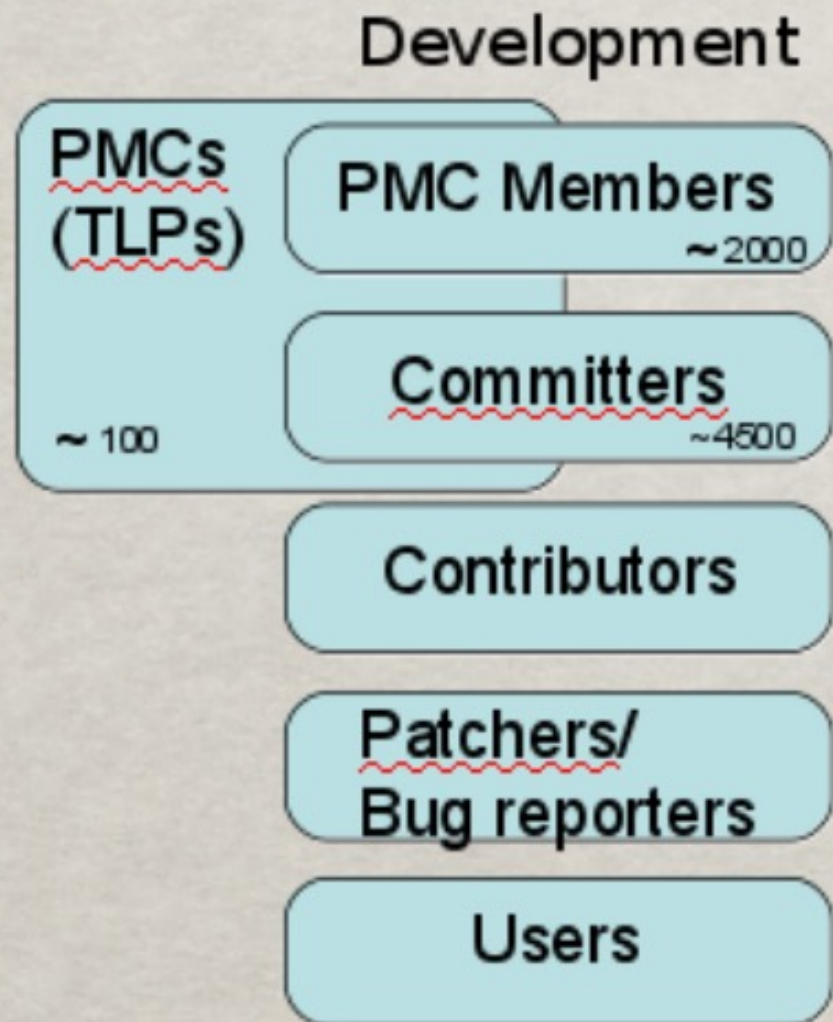 Development
PMCs
(TLPs)
~ 100
PMC Members
~2000
Committers
~4500
Contributors
Patchers/
Bug reporters
Users